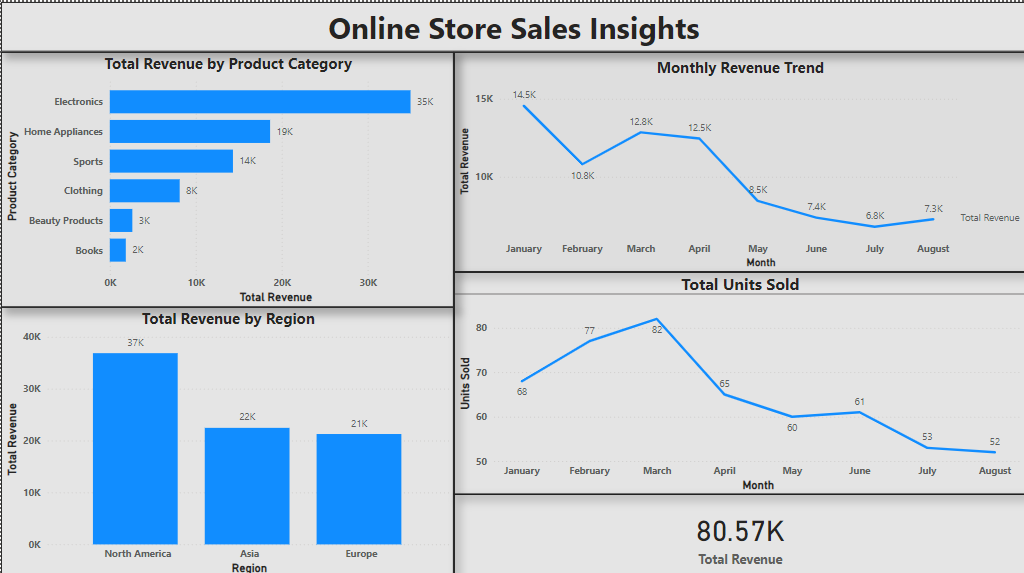 Online Store Sales Insights
Total Revenue by Product Category
Product Category
Electronics 35K
Home Appliances 19K
Sports 14K
Clothing 8K
Beauty Products 3K
Books 2K
0K 10K 20K 30K
Total Revenue
Monthly Revenue Trend
Total Revenue
15K
10K
14.5K 10.8K 12.8K 12.5K 8.5K 7.4K 6.8K 7.3K
Total Revenue
January February March April May June July August
Month
Total Revenue by Region
Total Revenue
40K
30K
20K
10K
0K
37K 22K 21K
North America Asia Europe
Region
Total Units Sold
Units Sold
80
70
60
50
68 77 82 65 60 61 53 52
January February March April May June July August
Month
80.57K
Total Revenue